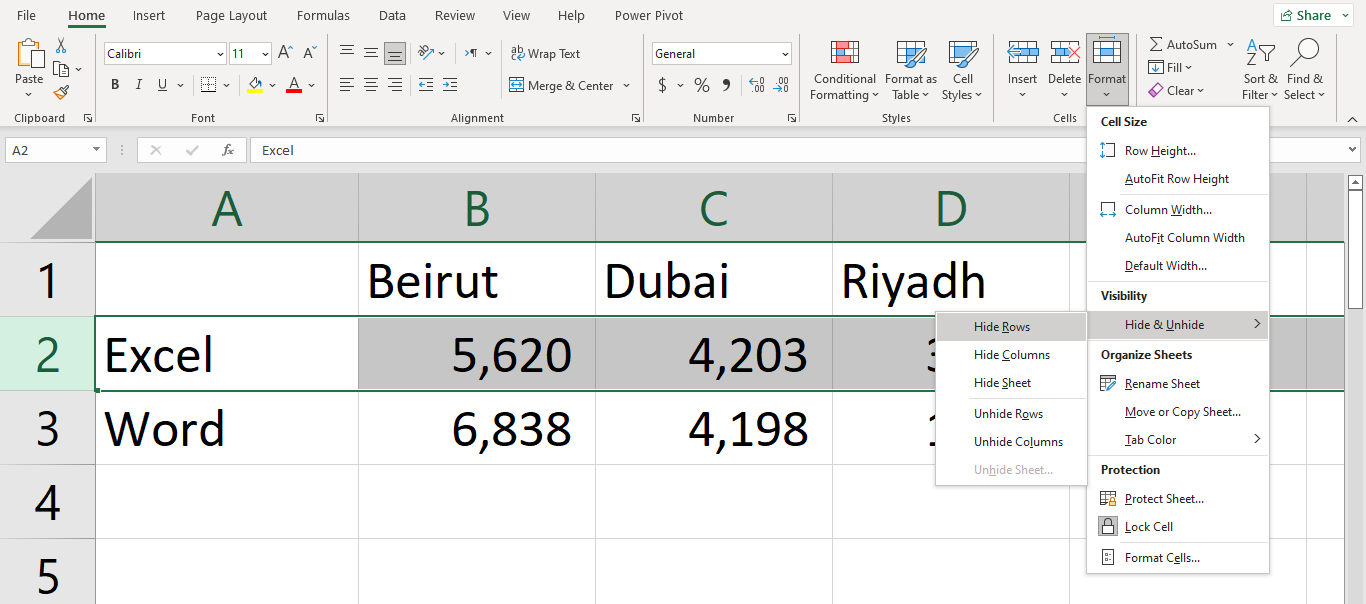 File Home Insert Page Layout Formulas Data Review View Help Power Pivot Share
Calibri 11 Wrap Text General AutoSum
Paste Conditional Format as Cell Insert Delete Format Fill Sort & Find &
B I U Merge & Center $ % Formatting Table Styles Clear Filter Select
Clipboard Font Alignment Number Styles Cells
A2 fx Excel
Cell Size
Row Height...
AutoFit Row Height
Column Width...
AutoFit Column Width
Default Width...
Visibility
Hide & Unhide
Organize Sheets
Rename Sheet
Move or Copy Sheet...
Tab Color
Protection
Protect Sheet...
Lock Cell
Format Cells...
Hide Rows
Hide Columns
Hide Sheet
Unhide Rows
Unhide Columns
Unhide Sheet...
A B C D
1 Beirut Dubai Riyadh
2 Excel 5,620 4,203
3 Word 6,838 4,198
4
5